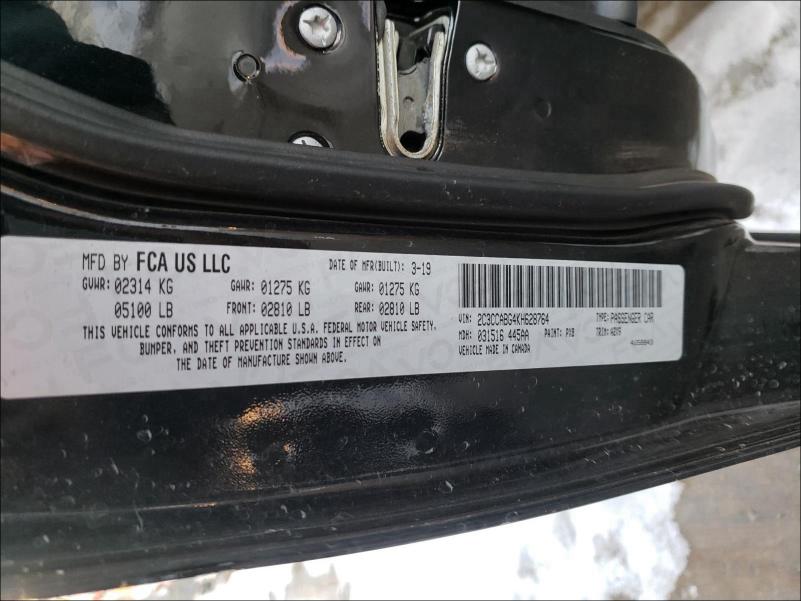 MFD BY FCA US LLC DATE OF MFR(BUILT): 3-19
GVWR: 02314 KG GAWR: 01275 KG GAWR: 01275 KG
05100 LB FRONT: 02810 LB REAR: 02810 LB
THIS VEHICLE CONFORMS TO ALL APPLICABLE U.S.A. FEDERAL MOTOR VEHICLE SAFETY,
BUMPER, AND THEFT PREVENTION STANDARDS IN EFFECT ON
THE DATE OF MANUFACTURE SHOWN ABOVE.
VIN: 2C3CCABG4KH628764 TYPE: PASSENGER CAR
MDH: 031516 445AA PAINT: PXB TRIM: ABX9
VEHICLE MADE IN CANADA